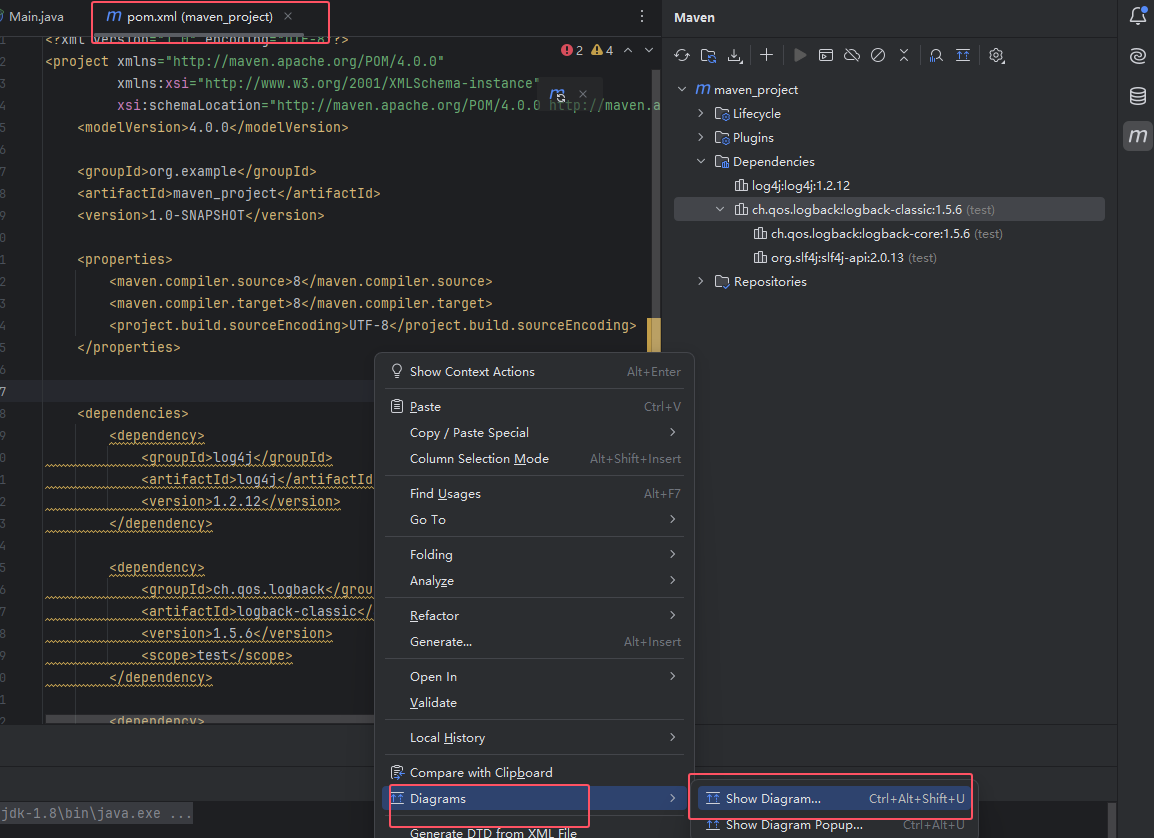 Main.java
m pom.xml (maven_project)
<?xml version="1.0" encoding="UTF-8"?>
<project xmlns="http://maven.apache.org/POM/4.0.0"
xmlns:xsi="http://www.w3.org/2001/XMLSchema-instance"
xsi:schemaLocation="http://maven.apache.org/POM/4.0.0 http://maven.a
<modelVersion>4.0.0</modelVersion>
<groupId>org.example</groupId>
<artifactId>maven_project</artifactId>
<version>1.0-SNAPSHOT</version>
<properties>
<maven.compiler.source>8</maven.compiler.source>
<maven.compiler.target>8</maven.compiler.target>
<project.build.sourceEncoding>UTF-8</project.build.sourceEncoding>
</properties>
<dependencies>
<dependency>
<groupId>log4j</groupId>
<artifactId>log4j</artifactId
<version>1.2.12</version>
</dependency>
<dependency>
<groupId>ch.qos.logback</grou
<artifactId>logback-classic</
<version>1.5.6</version>
<scope>test</scope>
</dependency>
<dependency>
2 4
jdk-1.8\bin\java.exe ...
Show Context Actions Alt+Enter
Paste Ctrl+V
Copy / Paste Special
Column Selection Mode Alt+Shift+Insert
Find Usages Alt+F7
Go To
Folding
Analyze
Refactor
Generate... Alt+Insert
Open In
Validate
Local History
Compare with Clipboard
Diagrams
Generate DTD from XML File
Show Diagram... Ctrl+Alt+Shift+U
Show Diagram Popup... Ctrl+Alt+U
Maven
m maven_project
Lifecycle
Plugins
Dependencies
log4j:log4j:1.2.12
ch.qos.logback:logback-classic:1.5.6 (test)
ch.qos.logback:logback-core:1.5.6 (test)
org.slf4j:slf4j-api:2.0.13 (test)
Repositories
m